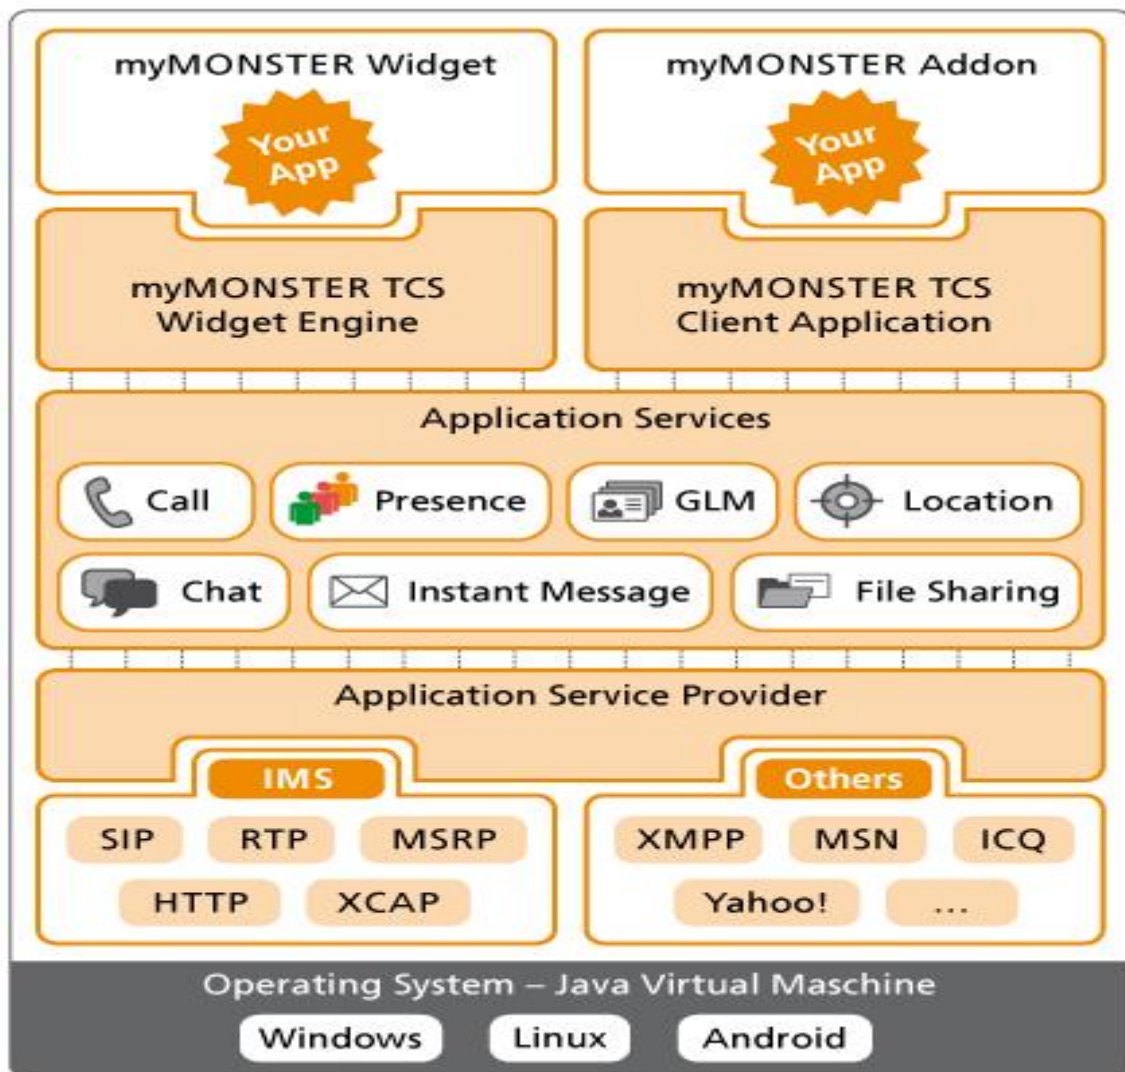 myMONSTER Widget
Your
App
myMONSTER Addon
Your
App
myMONSTER TCS
Widget Engine
myMONSTER TCS
Client Application
Application Services
Call
Presence
GLM
Location
Chat
Instant Message
File Sharing
Application Service Provider
IMS
Others
SIP
RTP
MSRP
HTTP
XCAP
XMPP
MSN
ICQ
Yahoo!
...
Operating System – Java Virtual Maschine
Windows
Linux
Android